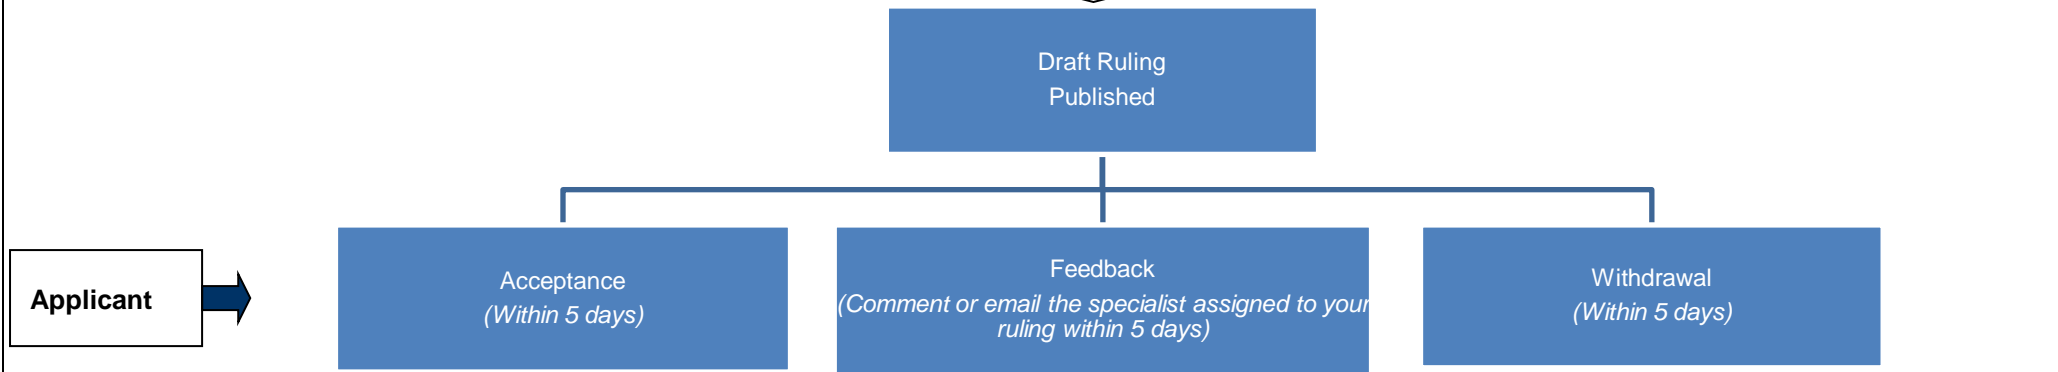 Draft Ruling
Published
Applicant
Acceptance
(Within 5 days)
Feedback
(Comment or email the specialist assigned to your
ruling within 5 days)
Withdrawal
(Within 5 days)